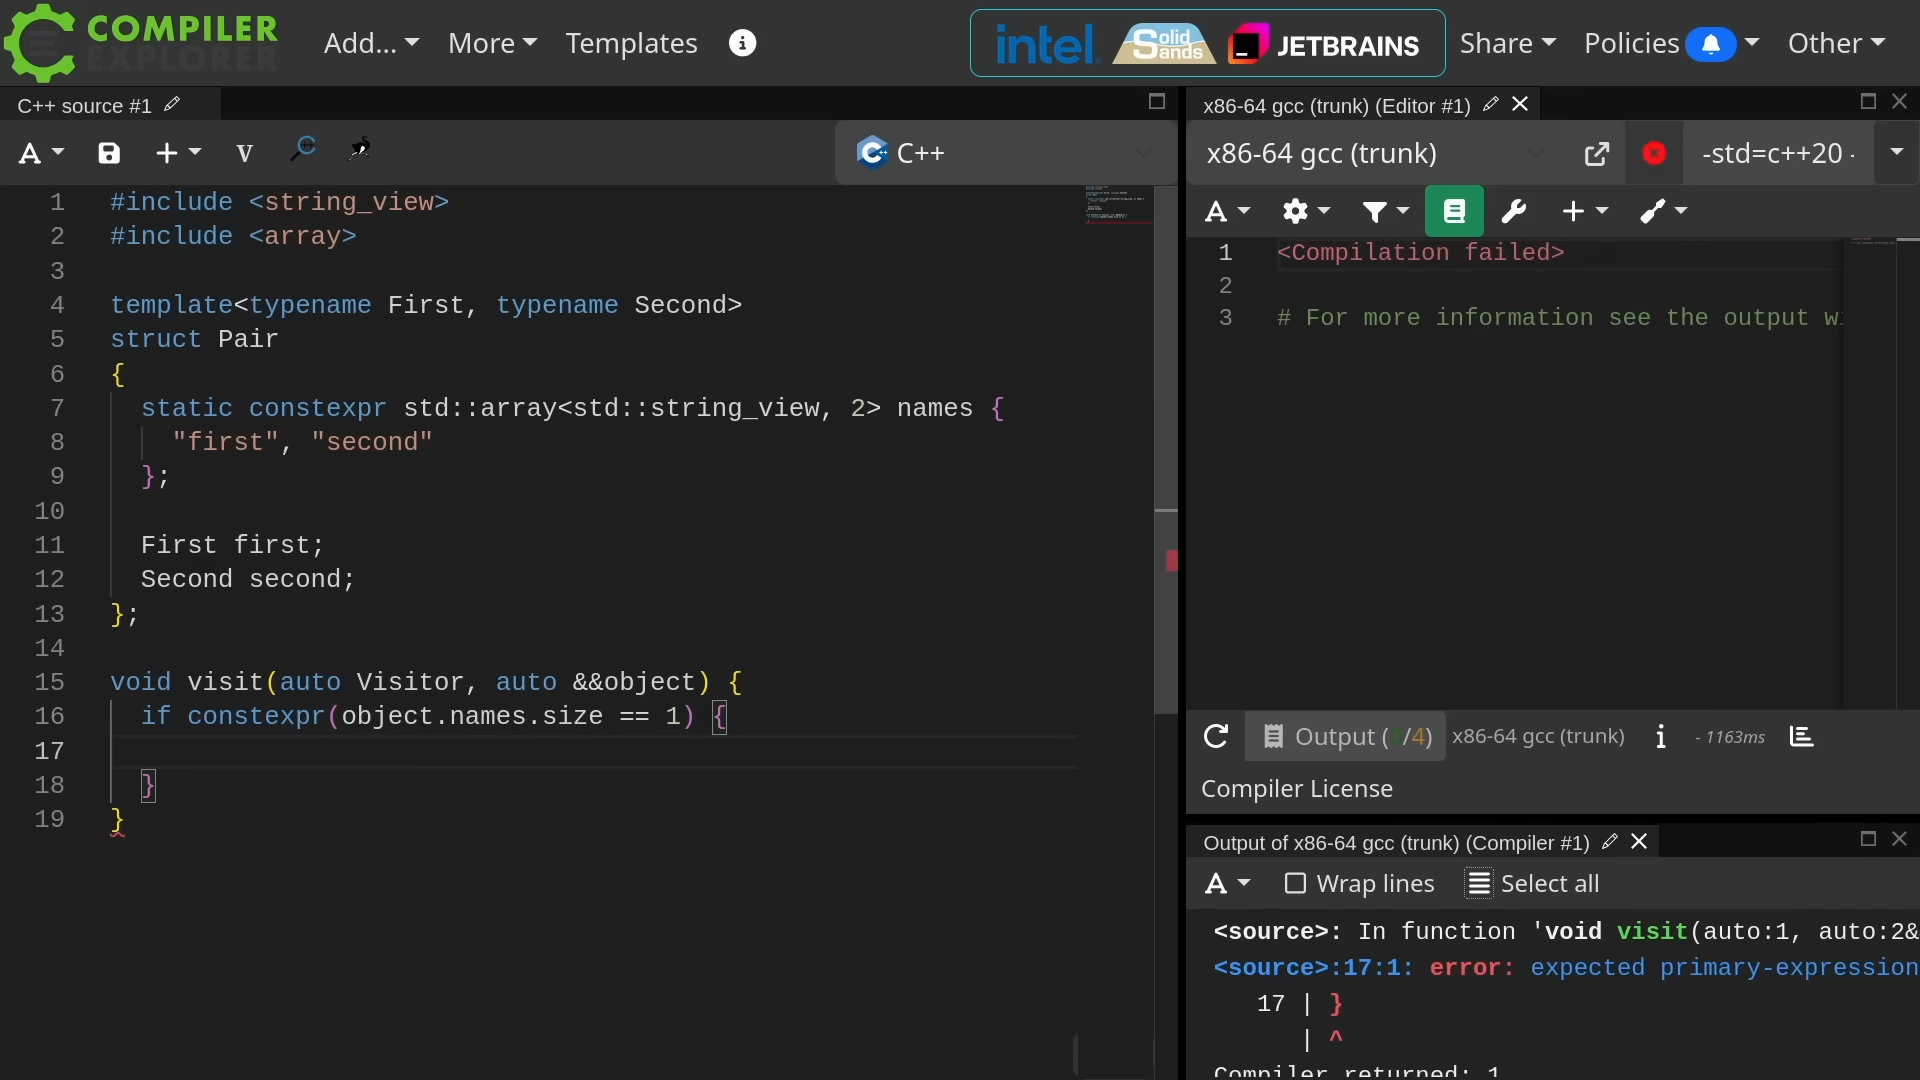 COMPILER EXPLORER
Add... More Templates
intel. Solid Sands JETBRAINS
Share Policies Other
C++ source #1
A + V C++
1 #include <string_view>
2 #include <array>
3
4 template<typename First, typename Second>
5 struct Pair
6 {
7 static constexpr std::array<std::string_view, 2> names {
8 "first", "second"
9 };
10
11 First first;
12 Second second;
13 };
14
15 void visit(auto Visitor, auto &&object) {
16 if constexpr(object.names.size == 1) {
17
18 }
19 }
x86-64 gcc (trunk) (Editor #1)
x86-64 gcc (trunk) -std=c++20 -
A +
1 <Compilation failed>
2
3 # For more information see the output w
Output ( /4) x86-64 gcc (trunk) i - 1163ms
Compiler License
Output of x86-64 gcc (trunk) (Compiler #1)
A Wrap lines Select all
<source>: In function 'void visit(auto:1, auto:2&
<source>:17:1: error: expected primary-expression
17 | }
| ^
Compiler returned: 1